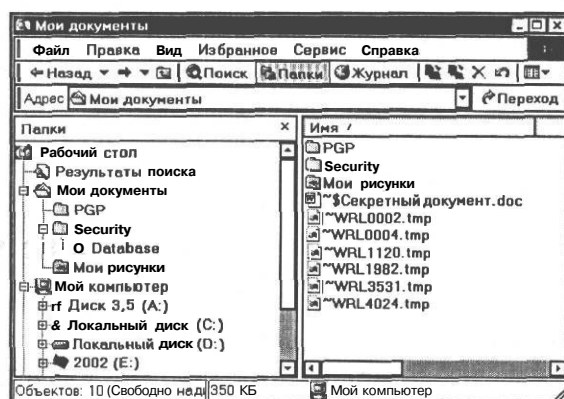 Мои документы
Файл Правка Вид Избранное Сервис Справка
Назад Поиск Папки Журнал
Адрес Мои документы Переход
Папки ×
Рабочий стол
Результаты поиска
Мои документы
PGP
Security
Database
Мои рисунки
Мой компьютер
Диск 3,5 (A:)
Локальный диск (C:)
Локальный диск (D:)
2002 (E:)
Имя
PGP
Security
Мои рисунки
~$Секретный документ.doc
~WRL0002.tmp
~WRL0004.tmp
~WRL1120.tmp
~WRL1982.tmp
~WRL3531.tmp
~WRL4024.tmp
Объектов: 10 (Свободно 350 КБ Мой компьютер